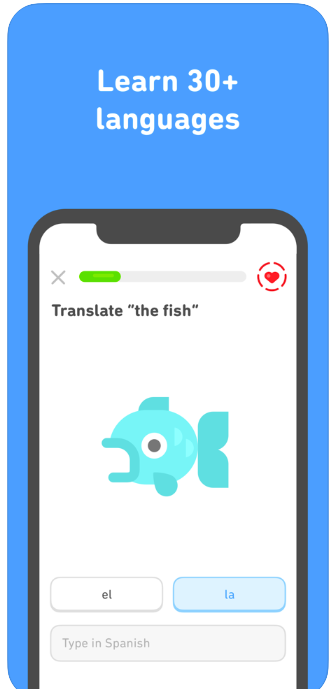 Learn 30+
languages
Translate “the fish”
el
la
Type in Spanish